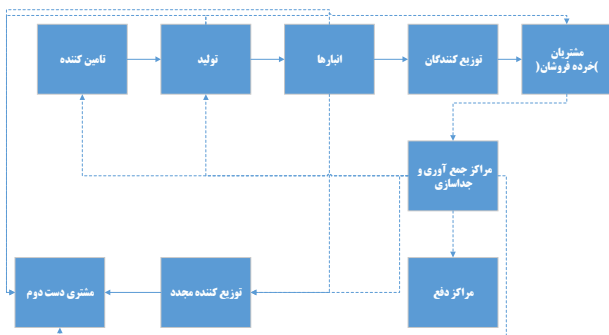 تامین کننده
تولید
انبارها
توزیع کنندگان
مشتریان
)خرده فروشان(
مراکز جمع آوری و
جداسازی
مشتری دست دوم
توزیع کننده مجدد
مراکز دفع